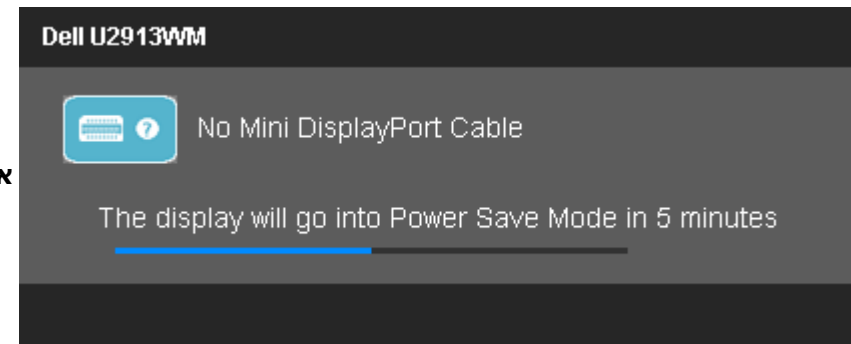 Dell U2913WM
No Mini DisplayPort Cable
א
The display will go into Power Save Mode in 5 minutes